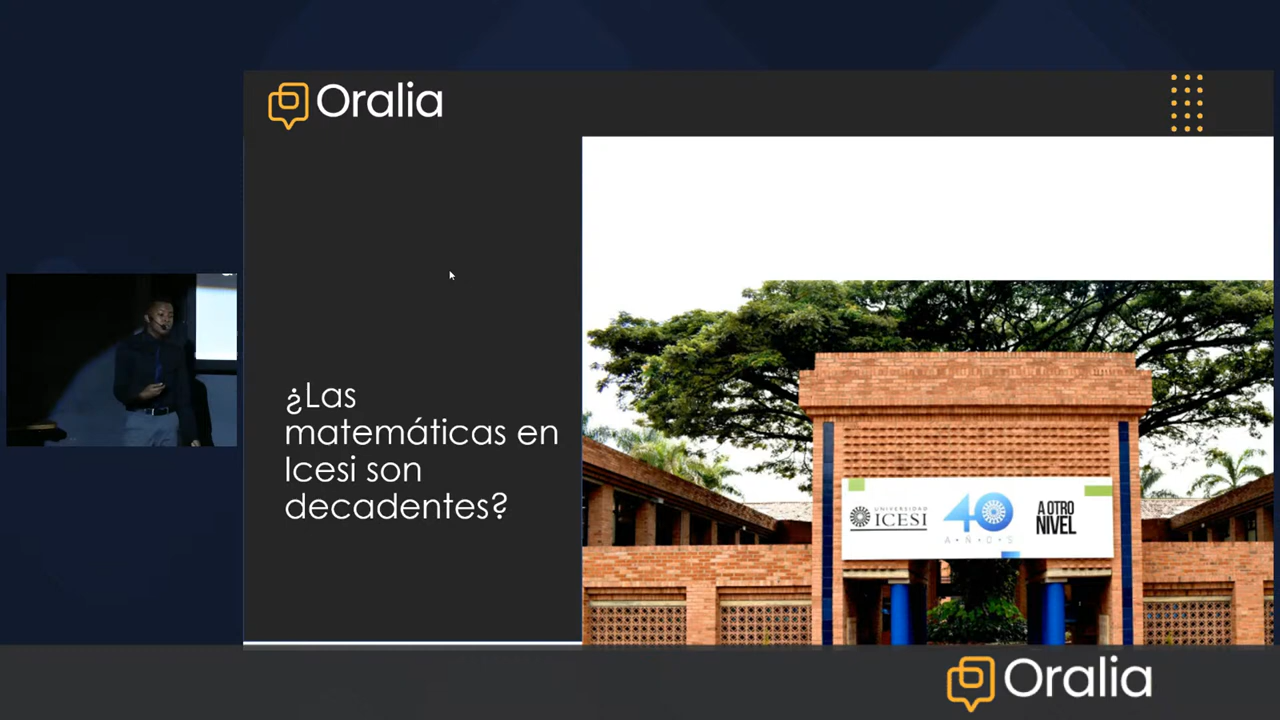 Oralia
¿Las
matemáticas en
Icesi son
decadentes?
UNIVERSIDAD
ICESI
40
AÑOS
A OTRO
NIVEL
Oralia